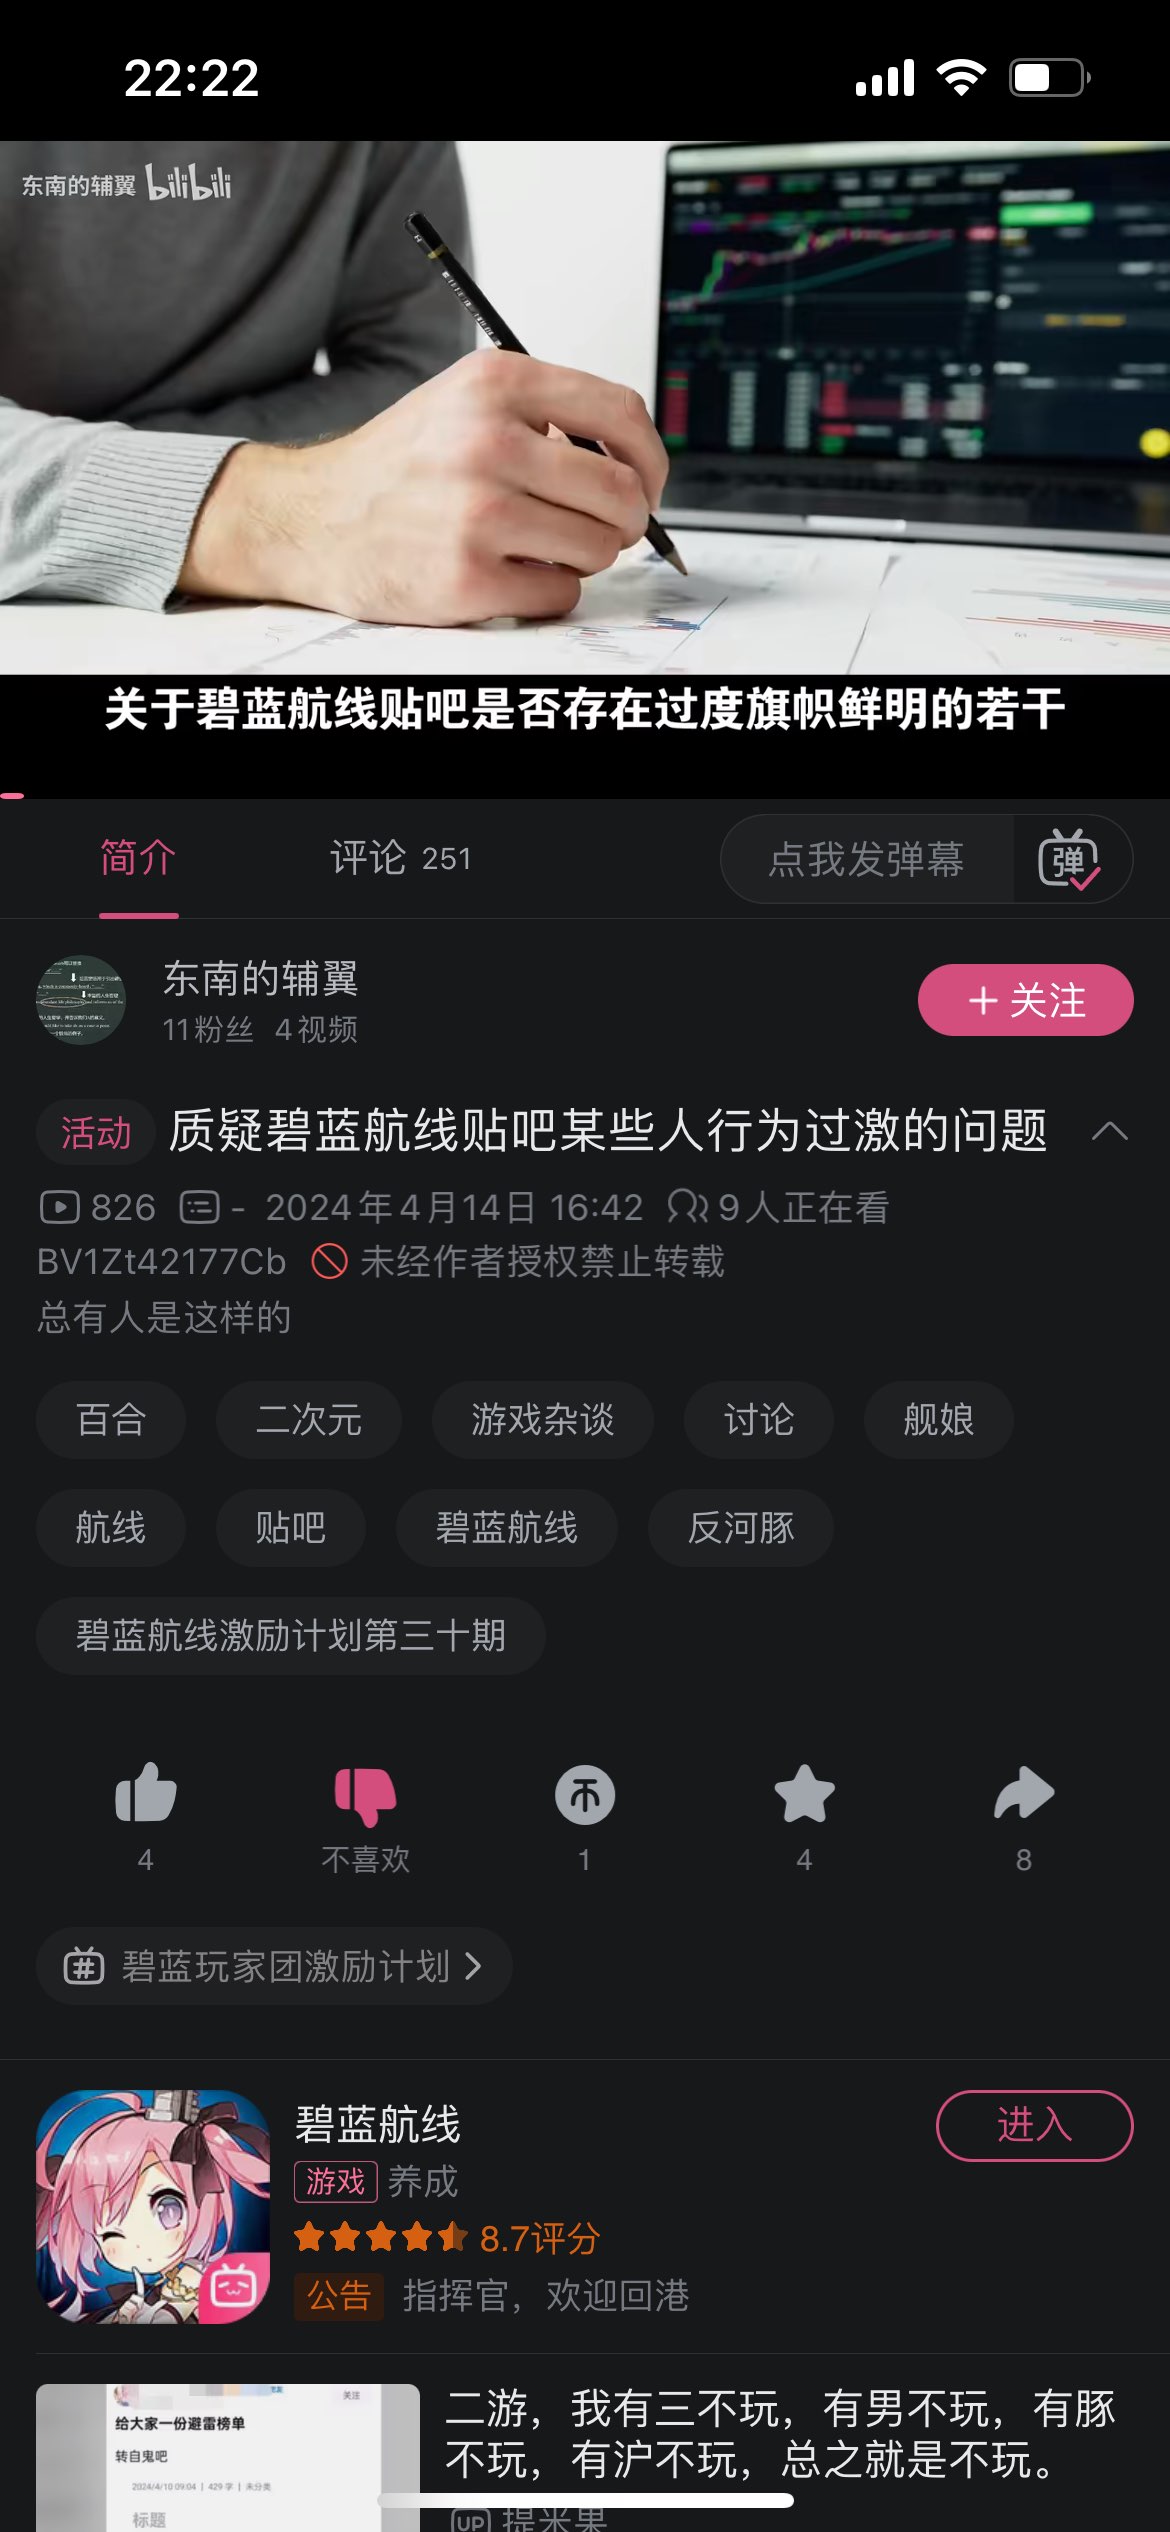 22:22
东南的辅翼 bilibili
关于碧蓝航线贴吧是否存在过度旗帜鲜明的若干
简介 评论 251 点我发弹幕 弹
东南的辅翼
11粉丝 4视频
+ 关注
活动 质疑碧蓝航线贴吧某些人行为过激的问题
826 - 2024年4月14日 16:42 9人正在看
BV1Zt42177Cb 未经作者授权禁止转载
总有人是这样的
百合 二次元 游戏杂谈 讨论 舰娘
航线 贴吧 碧蓝航线 反河豚
碧蓝航线激励计划第三十期
4 不喜欢 1 4 8
碧蓝玩家团激励计划
碧蓝航线
进入
游戏 养成
8.7评分
公告 指挥官，欢迎回港
关注
给大家一份避雷榜单
转自鬼吧
2024/4/10 09:04 | 429 字 | 未分类
标题
二游，我有三不玩，有男不玩，有豚
不玩，有沪不玩，总之就是不玩。
UP 提米果